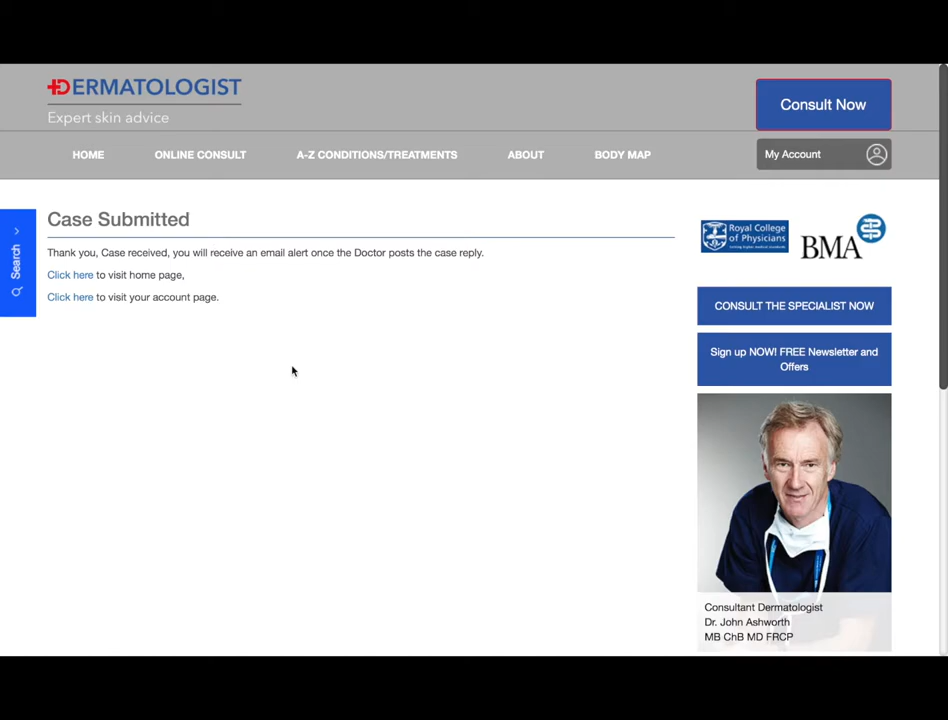 DERMATOLOGIST
Expert skin advice
Consult Now
HOME ONLINE CONSULT A-Z CONDITIONS/TREATMENTS ABOUT BODY MAP
My Account
Search
Case Submitted
Thank you, Case received, you will receive an email alert once the Doctor posts the case reply.
Click here to visit home page,
Click here to visit your account page.
Royal College
of Physicians
BMA
CONSULT THE SPECIALIST NOW
Sign up NOW! FREE Newsletter and
Offers
Consultant Dermatologist
Dr. John Ashworth
MB ChB MD FRCP